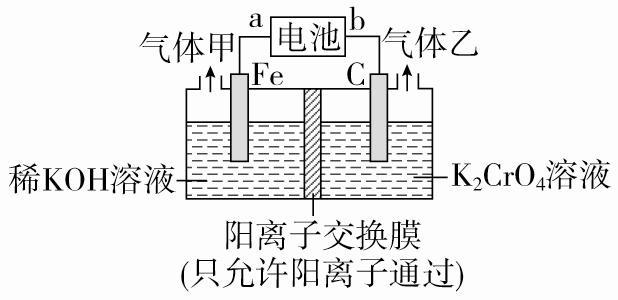 a 电池 b
气体甲 气体乙
Fe C
稀KOH溶液 K₂CrO₄溶液
阳离子交换膜
(只允许阳离子通过)